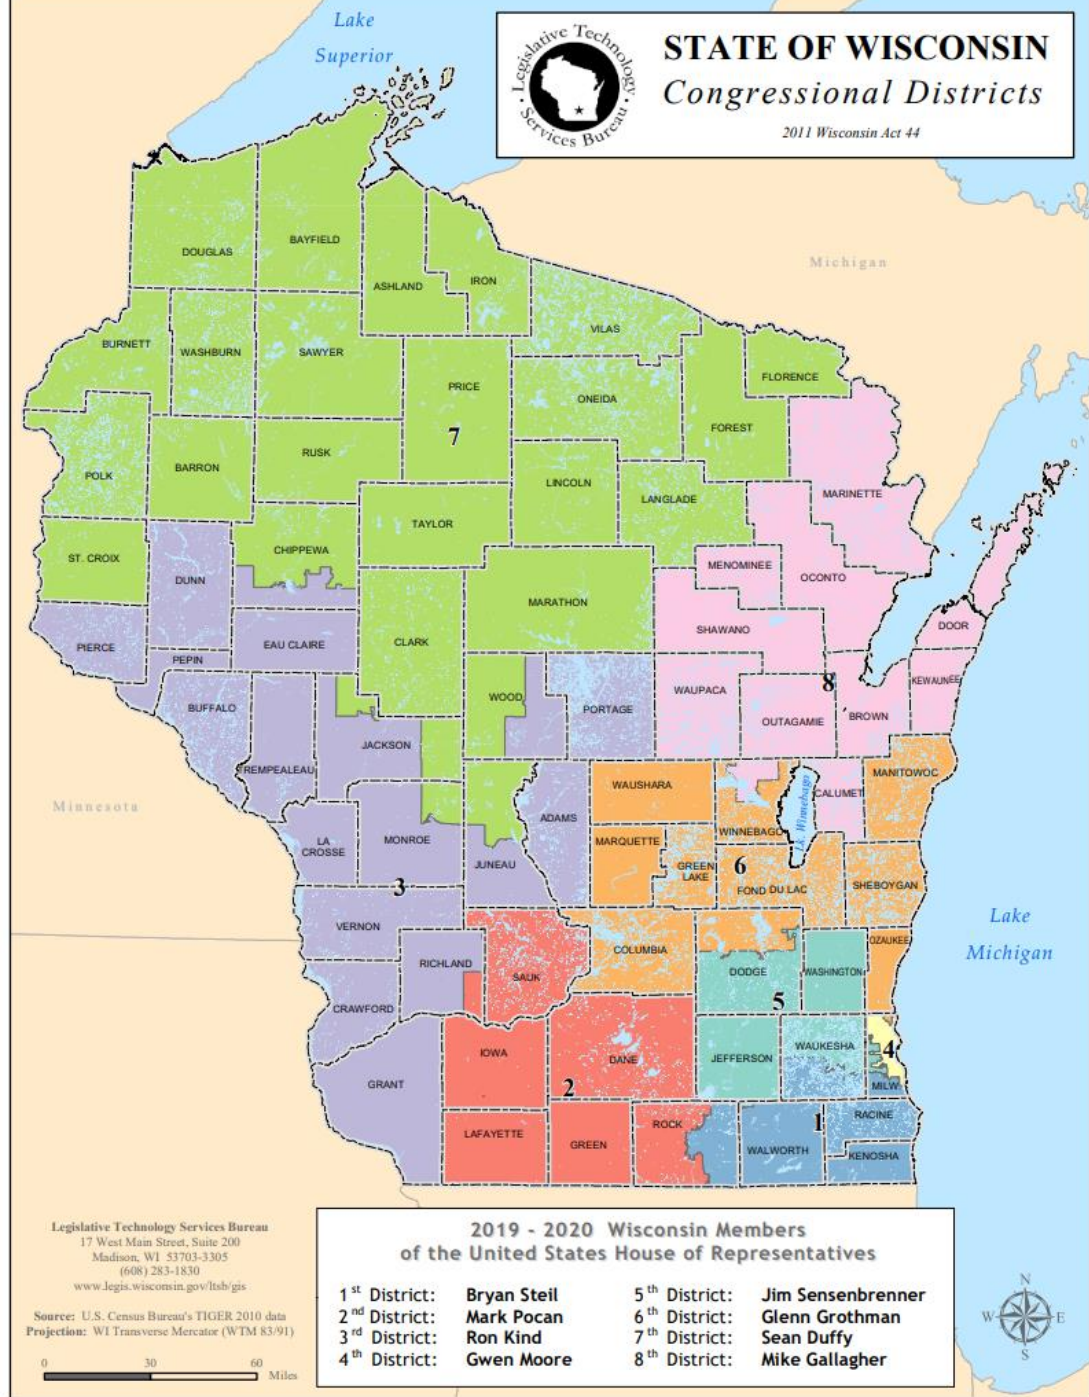 Lake
Superior
Legislative Technology
Services Bureau
STATE OF WISCONSIN
Congressional Districts
2011 Wisconsin Act 44
Michigan
DOUGLAS
BAYFIELD
ASHLAND
IRON
VILAS
BURNETT
WASHBURN
SAWYER
PRICE
ONEIDA
FLORENCE
FOREST
7
POLK
BARRON
RUSK
LINCOLN
LANGLADE
MARINETTE
TAYLOR
ST. CROIX
CHIPPEWA
DUNN
MENOMINEE
OCONTO
MARATHON
SHAWANO
DOOR
PIERCE
EAU CLAIRE
CLARK
PEPIN
KEWAUNEE
8
BUFFALO
WOOD
PORTAGE
WAUPACA
OUTAGAMIE
BROWN
JACKSON
TREMPEALEAU
MANITOWOC
WAUSHARA
CALUMET
Minnesota
Lk. Winnebago
ADAMS
WINNEBAGO
LA
CROSSE
MONROE
MARQUETTE
JUNEAU
GREEN
LAKE
6
3
FOND DU LAC
SHEBOYGAN
VERNON
Lake
Michigan
OZAUKEE
COLUMBIA
RICHLAND
SAUK
DODGE
WASHINGTON
5
CRAWFORD
IOWA
DANE
JEFFERSON
WAUKESHA
4
GRANT
2
MILW
LAFAYETTE
GREEN
ROCK
1
RACINE
WALWORTH
KENOSHA
Legislative Technology Services Bureau
17 West Main Street, Suite 200
Madison, WI 53703-3305
(608) 283-1830
www.legis.wisconsin.gov/ltsb/gis
Source: U.S. Census Bureau's TIGER 2010 data
Projection: WI Transverse Mercator (WTM 83/91)
0 30 60
Miles
2019 - 2020 Wisconsin Members
of the United States House of Representatives
1st District: Bryan Steil
2nd District: Mark Pocan
3rd District: Ron Kind
4th District: Gwen Moore
5th District: Jim Sensenbrenner
6th District: Glenn Grothman
7th District: Sean Duffy
8th District: Mike Gallagher
N
W E
S